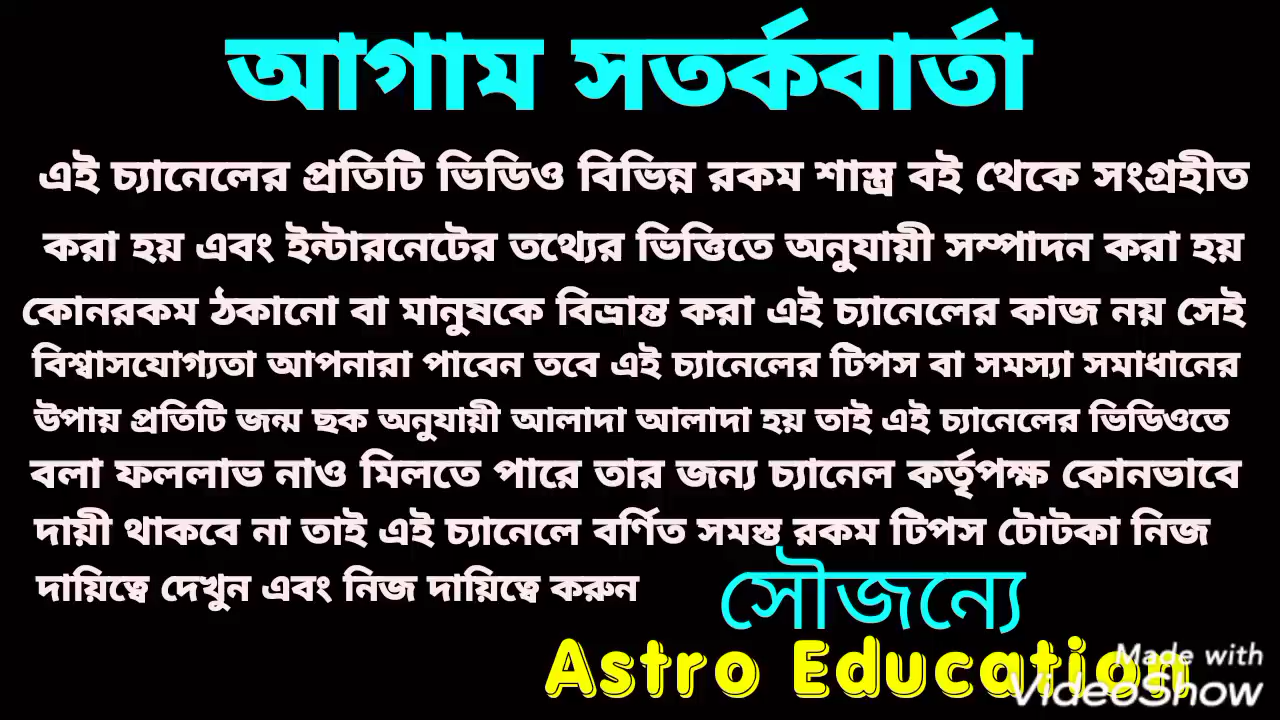 আগাম সতর্কবার্তা
এই চ্যানেলের প্রতিটি ভিডিও বিভিন্ন রকম শাস্ত্র বই থেকে সংগ্রহীত
করা হয় এবং ইন্টারনেটের তথ্যের ভিত্তিতে অনুযায়ী সম্পাদন করা হয়
কোনরকম ঠকানো বা মানুষকে বিভ্রান্ত করা এই চ্যানেলের কাজ নয় সেই
বিশ্বাসযোগ্যতা আপনারা পাবেন তবে এই চ্যানেলের টিপস বা সমস্যা সমাধানের
উপায় প্রতিটি জন্ম ছক অনুযায়ী আলাদা আলাদা হয় তাই এই চ্যানেলের ভিডিওতে
বলা ফললাভ নাও মিলতে পারে তার জন্য চ্যানেল কর্তৃপক্ষ কোনভাবে
দায়ী থাকবে না তাই এই চ্যানেলে বর্ণিত সমস্ত রকম টিপস টোটকা নিজ
দায়িত্বে দেখুন এবং নিজ দায়িত্বে করুন
সৌজন্যে
Astro Education
Made with
VideoShow